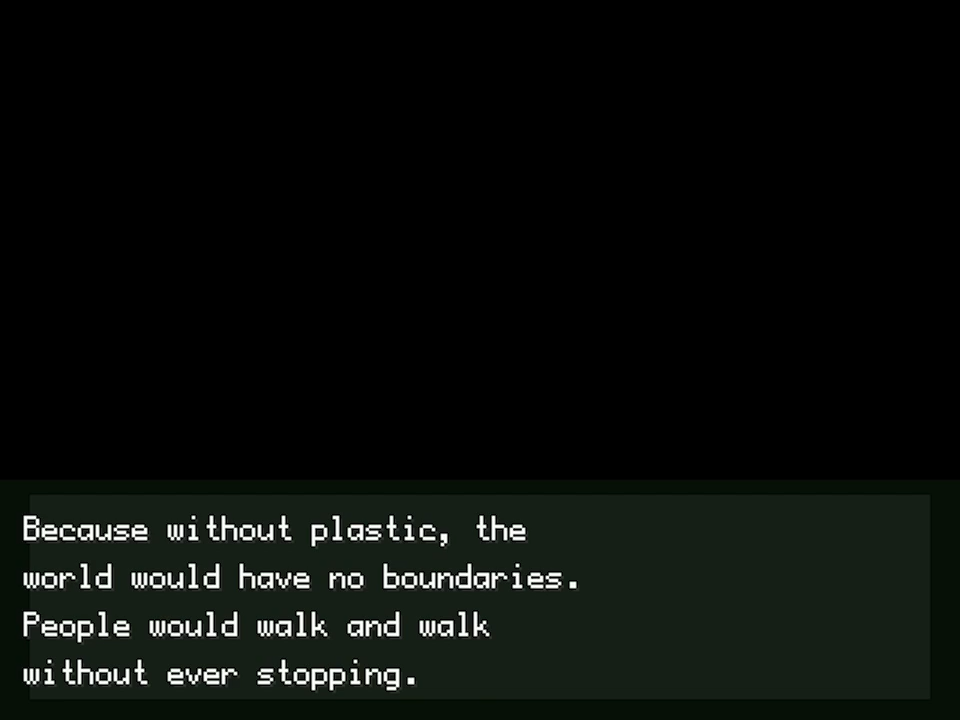 Because without plastic, the
world would have no boundaries.
People would walk and walk
without ever stopping.